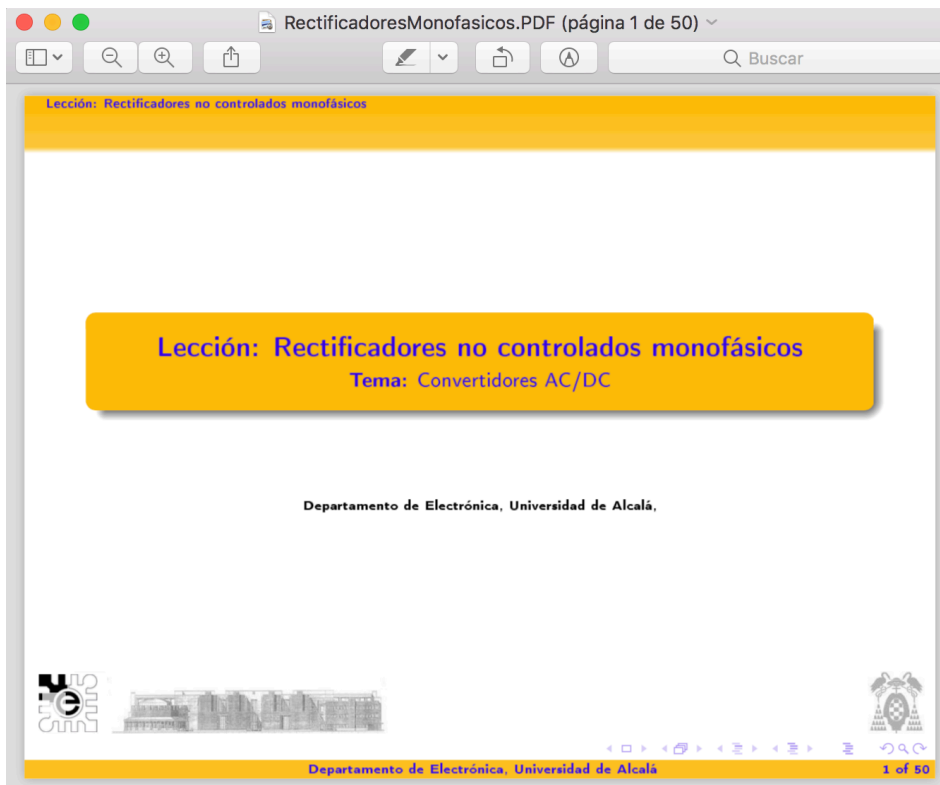 RectificadoresMonofasicos.PDF (página 1 de 50)
Buscar
Lección: Rectificadores no controlados monofásicos
Lección: Rectificadores no controlados monofásicos
Tema: Convertidores AC/DC
Departamento de Electrónica, Universidad de Alcalá,
Departamento de Electrónica, Universidad de Alcalá
1 of 50